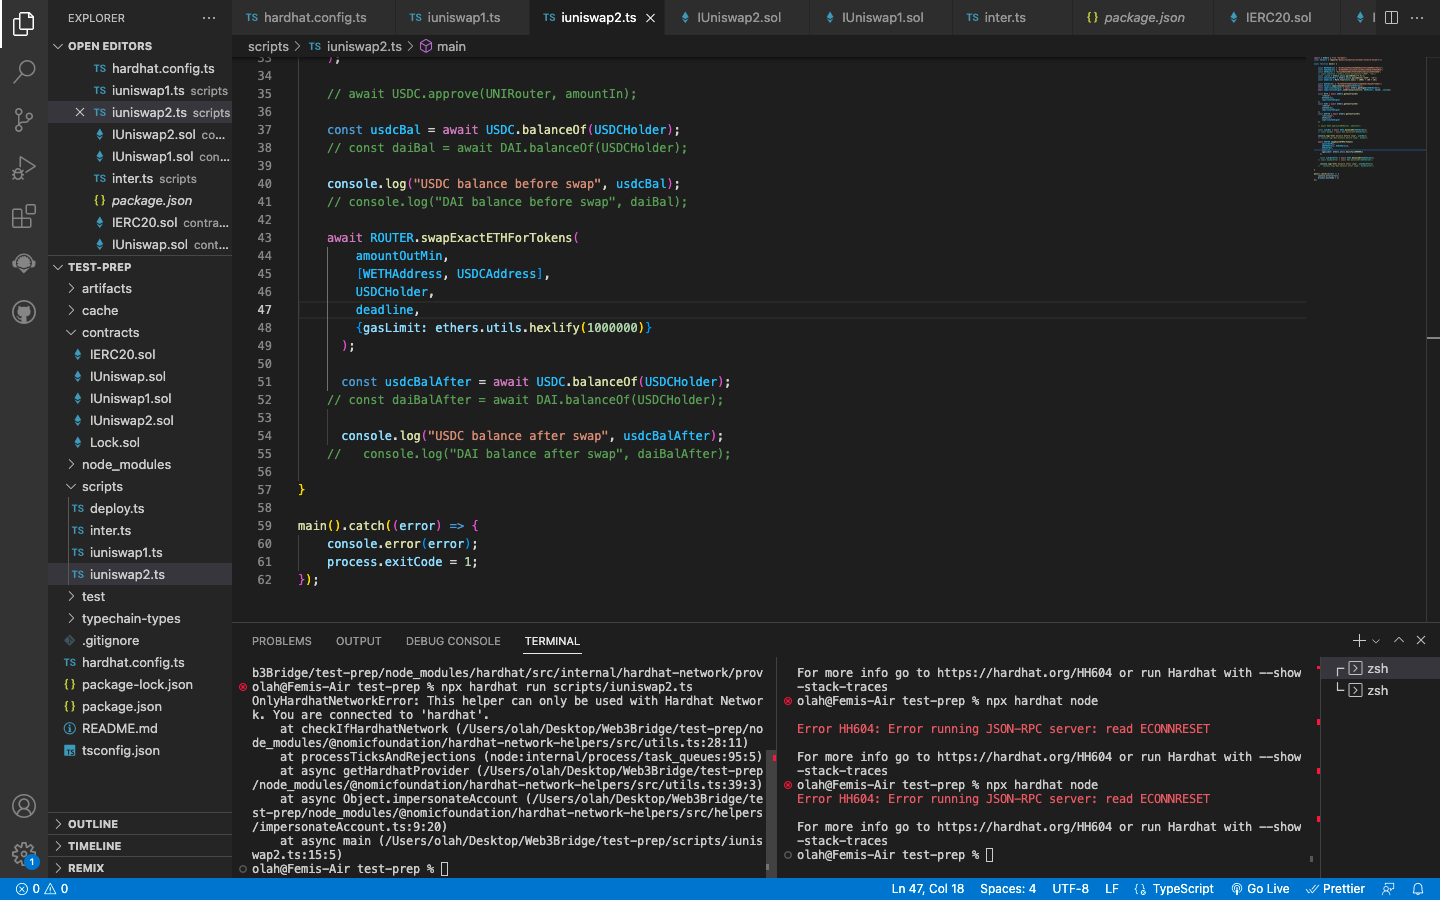 EXPLORER
OPEN EDITORS
TS hardhat.config.ts
TS iuniswap1.ts scripts
TS iuniswap2.ts scripts
IUniswap2.sol co...
IUniswap1.sol con...
TS inter.ts scripts
{} package.json
IERC20.sol contra...
IUniswap.sol cont...
TEST-PREP
artifacts
cache
contracts
IERC20.sol
IUniswap.sol
IUniswap1.sol
IUniswap2.sol
Lock.sol
node_modules
scripts
TS deploy.ts
TS inter.ts
TS iuniswap1.ts
TS iuniswap2.ts
test
typechain-types
.gitignore
TS hardhat.config.ts
{} package-lock.json
{} package.json
README.md
TS tsconfig.json
OUTLINE
TIMELINE
REMIX
1
TS hardhat.config.ts TS iuniswap1.ts TS iuniswap2.ts IUniswap2.sol IUniswap1.sol TS inter.ts {} package.json IERC20.sol
scripts > TS iuniswap2.ts > main
33 );
34
35 // await USDC.approve(UNIRouter, amountIn);
36
37 const usdcBal = await USDC.balanceOf(USDCHolder);
38 // const daiBal = await DAI.balanceOf(USDCHolder);
39
40 console.log("USDC balance before swap", usdcBal);
41 // console.log("DAI balance before swap", daiBal);
42
43 await ROUTER.swapExactETHForTokens(
44 amountOutMin,
45 [WETHAddress, USDCAddress],
46 USDCHolder,
47 deadline,
48 {gasLimit: ethers.utils.hexlify(1000000)}
49 );
50
51 const usdcBalAfter = await USDC.balanceOf(USDCHolder);
52 // const daiBalAfter = await DAI.balanceOf(USDCHolder);
53
54 console.log("USDC balance after swap", usdcBalAfter);
55 //   console.log("DAI balance after swap", daiBalAfter);
56
57 }
58
59 main().catch((error) => {
60 console.error(error);
61 process.exitCode = 1;
62 });
PROBLEMS OUTPUT DEBUG CONSOLE TERMINAL
b3Bridge/test-prep/node_modules/hardhat/src/internal/hardhat-network/prov
olah@Femis-Air test-prep % npx hardhat run scripts/iuniswap2.ts
OnlyHardhatNetworkError: This helper can only be used with Hardhat Networ
k. You are connected to 'hardhat'.
at checkIfHardhatNetwork (/Users/olah/Desktop/Web3Bridge/test-prep/no
de_modules/@nomicfoundation/hardhat-network-helpers/src/utils.ts:28:11)
at processTicksAndRejections (node:internal/process/task_queues:95:5)
at async getHardhatProvider (/Users/olah/Desktop/Web3Bridge/test-prep
/node_modules/@nomicfoundation/hardhat-network-helpers/src/utils.ts:39:3)
at async Object.impersonateAccount (/Users/olah/Desktop/Web3Bridge/te
st-prep/node_modules/@nomicfoundation/hardhat-network-helpers/src/helpers
/impersonateAccount.ts:9:20)
at async main (/Users/olah/Desktop/Web3Bridge/test-prep/scripts/iunis
wap2.ts:15:5)
olah@Femis-Air test-prep %
For more info go to https://hardhat.org/HH604 or run Hardhat with --show
-stack-traces
olah@Femis-Air test-prep % npx hardhat node
Error HH604: Error running JSON-RPC server: read ECONNRESET
For more info go to https://hardhat.org/HH604 or run Hardhat with --show
-stack-traces
olah@Femis-Air test-prep % npx hardhat node
Error HH604: Error running JSON-RPC server: read ECONNRESET
For more info go to https://hardhat.org/HH604 or run Hardhat with --show
-stack-traces
olah@Femis-Air test-prep %
zsh
zsh
0 0 Ln 47, Col 18 Spaces: 4 UTF-8 LF {} TypeScript Go Live Prettier